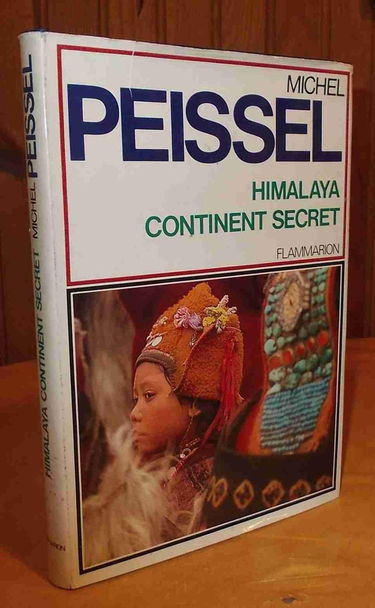 MICHEL
PEISSEL
HIMALAYA
CONTINENT SECRET
FLAMMARION
HIMALAYA CONTINENT SECRET MICHEL PEISSEL